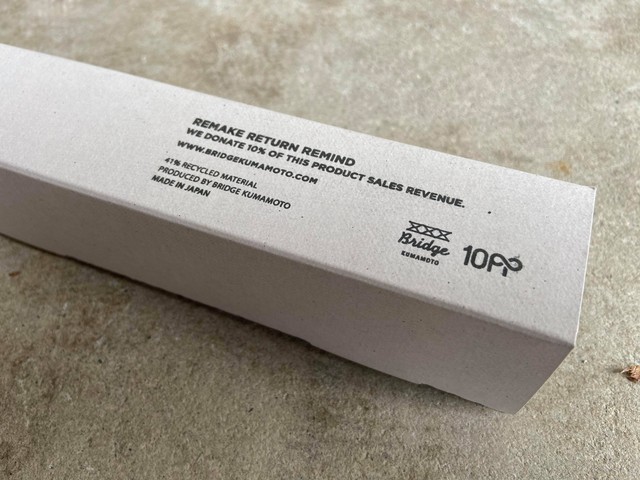 REMAKE RETURN REMIND
WE DONATE 10% OF THIS PRODUCT SALES REVENUE.
WWW.BRIDGEKUMAMOTO.COM
41% RECYCLED MATERIAL
PRODUCED BY BRIDGE KUMAMOTO
MADE IN JAPAN
Bridge
KUMAMOTO
10